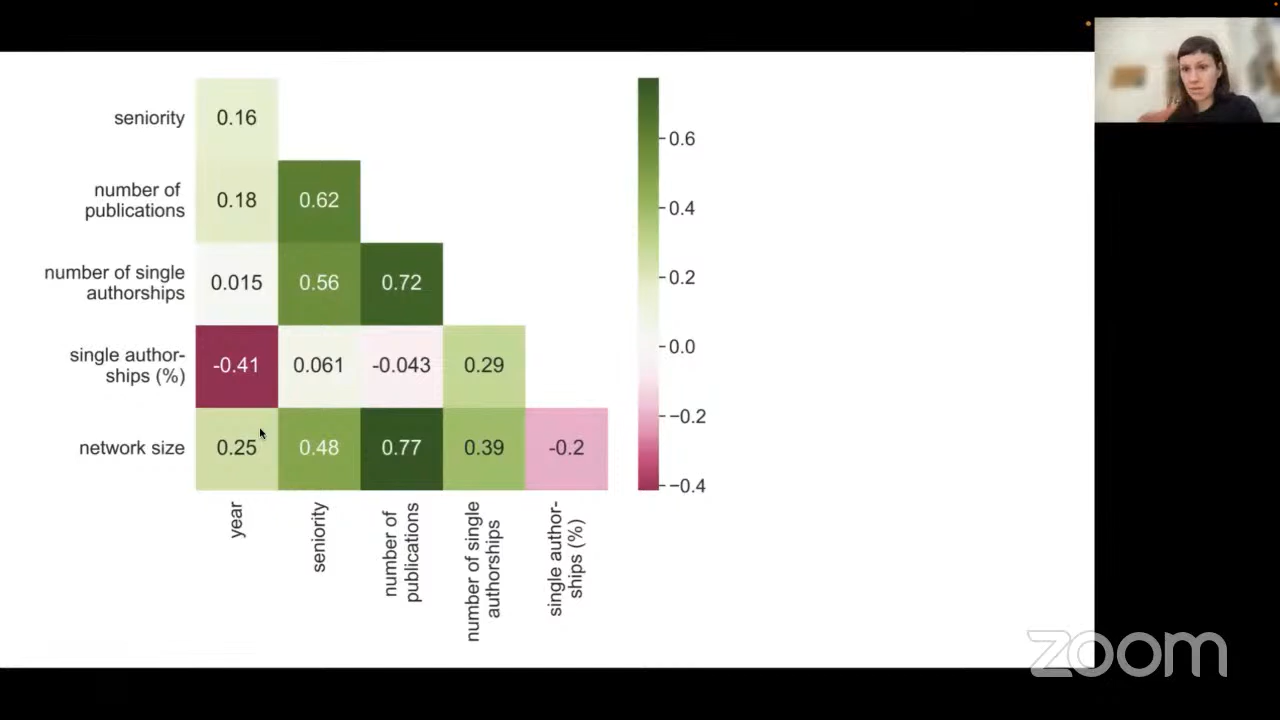 seniority
0.16
number of
publications
0.18
0.62
number of single
authorships
0.015
0.56
0.72
single author-
ships (%)
-0.41
0.061
-0.043
0.29
network size
0.25
0.48
0.77
0.39
-0.2
year
seniority
number of
publications
number of single
authorships
single author-
ships (%)
0.6
0.4
0.2
0.0
−0.2
−0.4
zoom